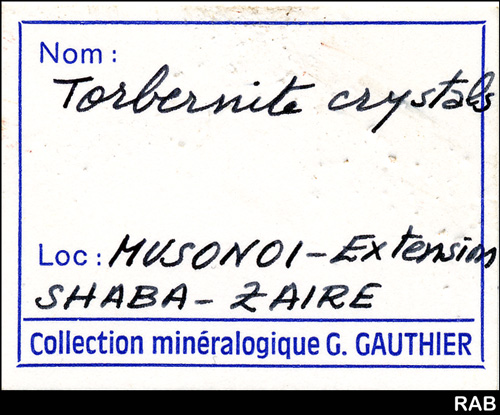 Nom :
Torbernite crystals
Loc : MUSONOI - Extension
SHABA - ZAIRE
Collection minéralogique G. GAUTHIER
RAB